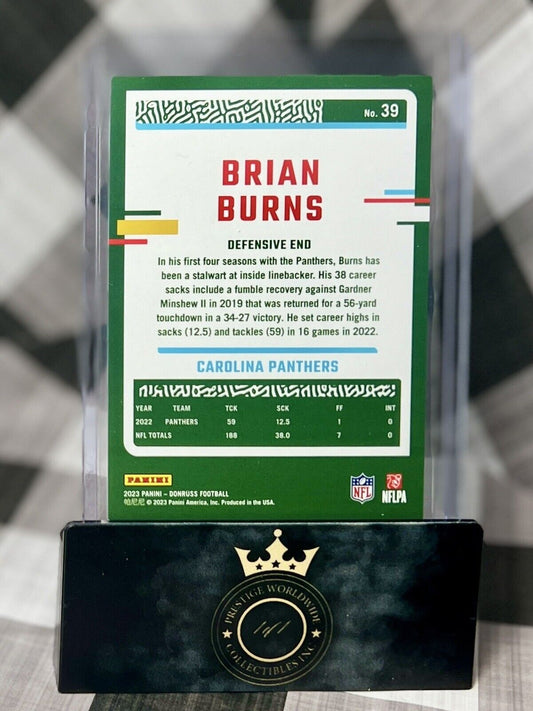 No. 39
BRIAN
BURNS
DEFENSIVE END
In his first four seasons with the Panthers, Burns has
been a stalwart at inside linebacker. His 38 career
sacks include a fumble recovery against Gardner
Minshew II in 2019 that was returned for a 56-yard
touchdown in a 34-27 victory. He set career highs in
sacks (12.5) and tackles (59) in 16 games in 2022.
CAROLINA PANTHERS
YEAR TEAM TCK SCK FF INT
2022 PANTHERS 59 12.5 1 0
NFL TOTALS 188 38.0 7 0
PANINI
NFL
NFLPA
2023 PANINI – DONRUSS FOOTBALL
帕尼尼 © 2023 Panini America, Inc. Produced in the USA.
PRESTIGE WORLDWIDE
1of1
COLLECTIBLES INC